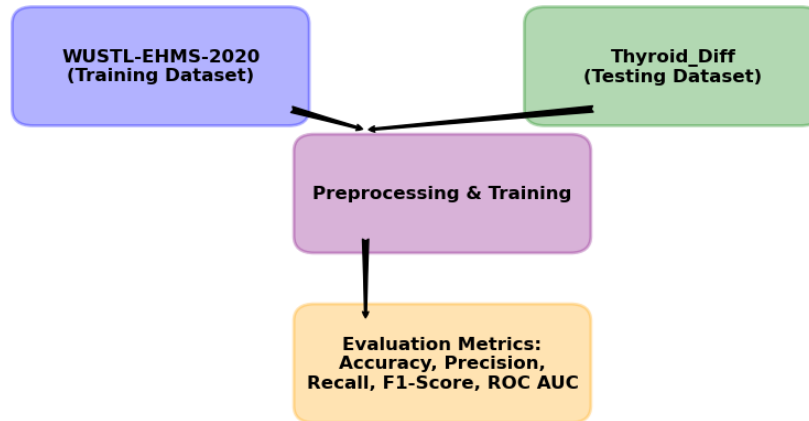 WUSTL-EHMS-2020
(Training Dataset)
Thyroid_Diff
(Testing Dataset)
Preprocessing & Training
Evaluation Metrics:
Accuracy, Precision,
Recall, F1-Score, ROC AUC